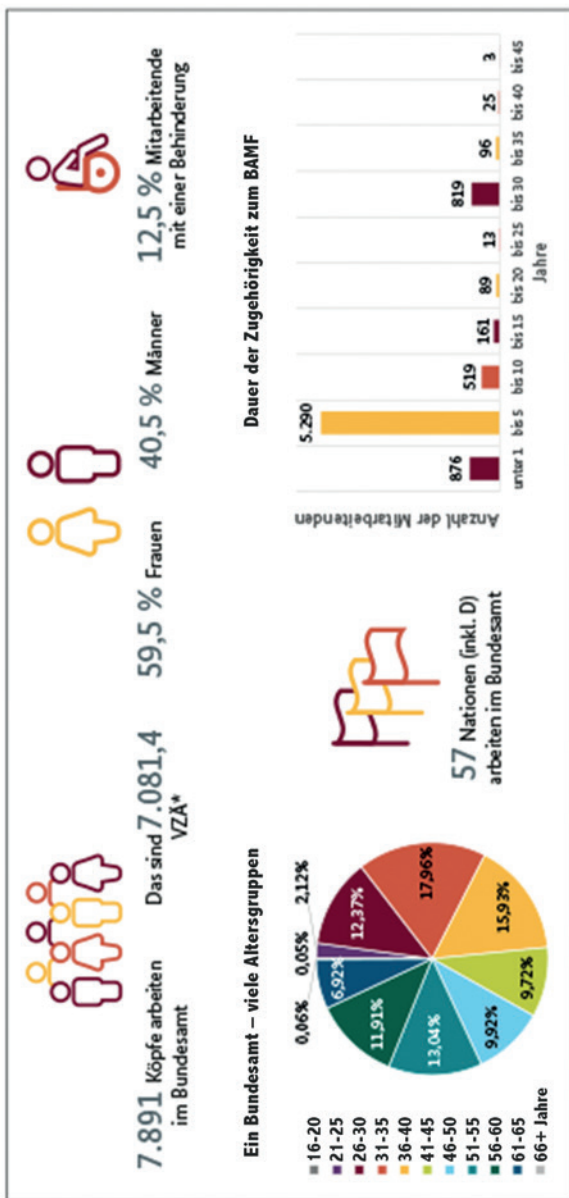 7.891 Köpfe arbeiten
im Bundesamt
Das sind 7.081,4
VZÄ*
59,5 % Frauen
40,5 % Männer
12,5 % Mitarbeitende
mit einer Behinderung
Ein Bundesamt – viele Altersgruppen
16-20
21-25
26-30
31-35
36-40
41-45
46-50
51-55
56-60
61-65
66+ Jahre
0,06%
0,05%
2,12%
6,92%
12,37%
11,91%
17,96%
13,04%
15,93%
9,92%
9,72%
57 Nationen (inkl. D)
arbeiten im Bundesamt
Dauer der Zugehörigkeit zum BAMF
Anzahl der Mitarbeitenden
876
5.290
519
161
89
13
819
96
25
3
unter 1
bis 5
bis 10
bis 15
bis 20
bis 25
bis 30
bis 35
bis 40
bis 45
Jahre